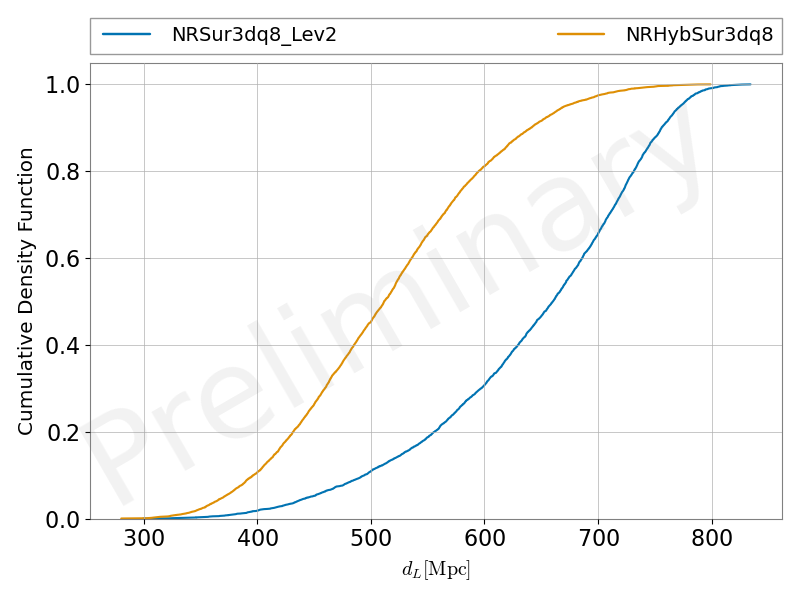 NRSur3dq8_Lev2 NRHybSur3dq8
Cumulative Density Function
1.0
0.8
0.6
0.4
0.2
0.0
Preliminary
300 400 500 600 700 800
d_L[Mpc]